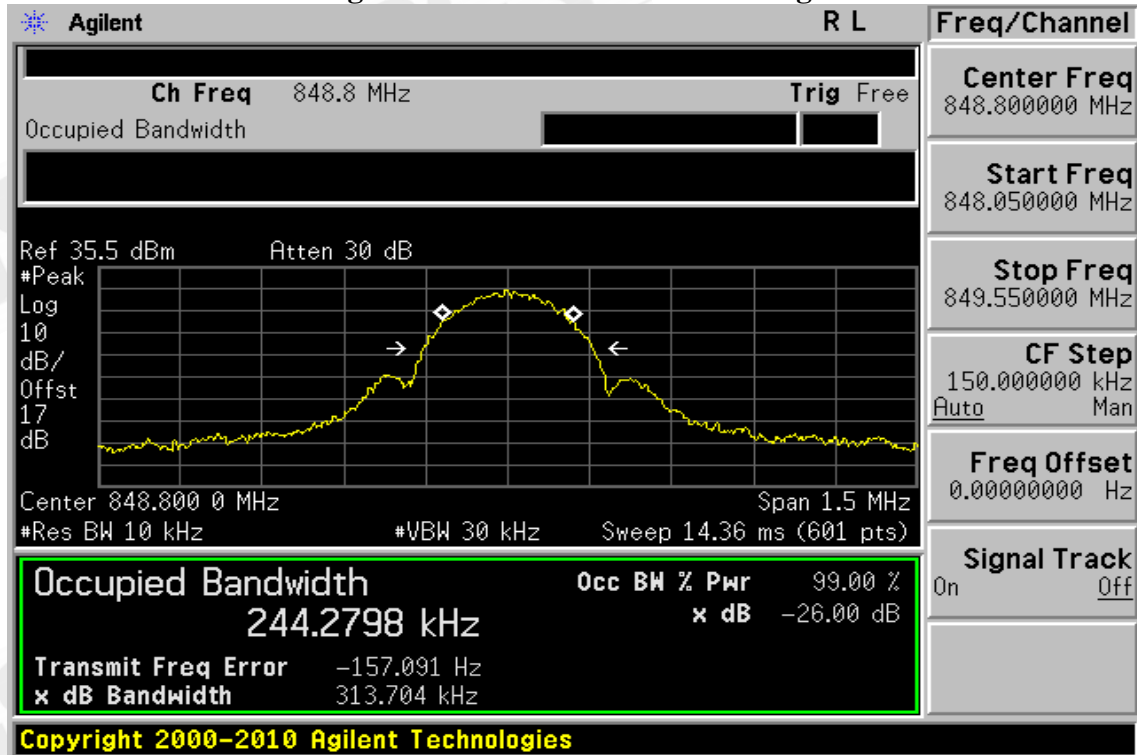 Agilent R L
Ch Freq 848.8 MHz Trig Free
Occupied Bandwidth
Ref 35.5 dBm Atten 30 dB
#Peak
Log
10
dB/
Offst
17
dB
Center 848.800 0 MHz Span 1.5 MHz
#Res BW 10 kHz #VBW 30 kHz Sweep 14.36 ms (601 pts)
Occupied Bandwidth Occ BW % Pwr 99.00 %
244.2798 kHz x dB -26.00 dB
Transmit Freq Error -157.091 Hz
x dB Bandwidth 313.704 kHz
Copyright 2000-2010 Agilent Technologies
Freq/Channel
Center Freq
848.800000 MHz
Start Freq
848.050000 MHz
Stop Freq
849.550000 MHz
CF Step
150.000000 kHz
Auto Man
Freq Offset
0.00000000 Hz
Signal Track
On Off